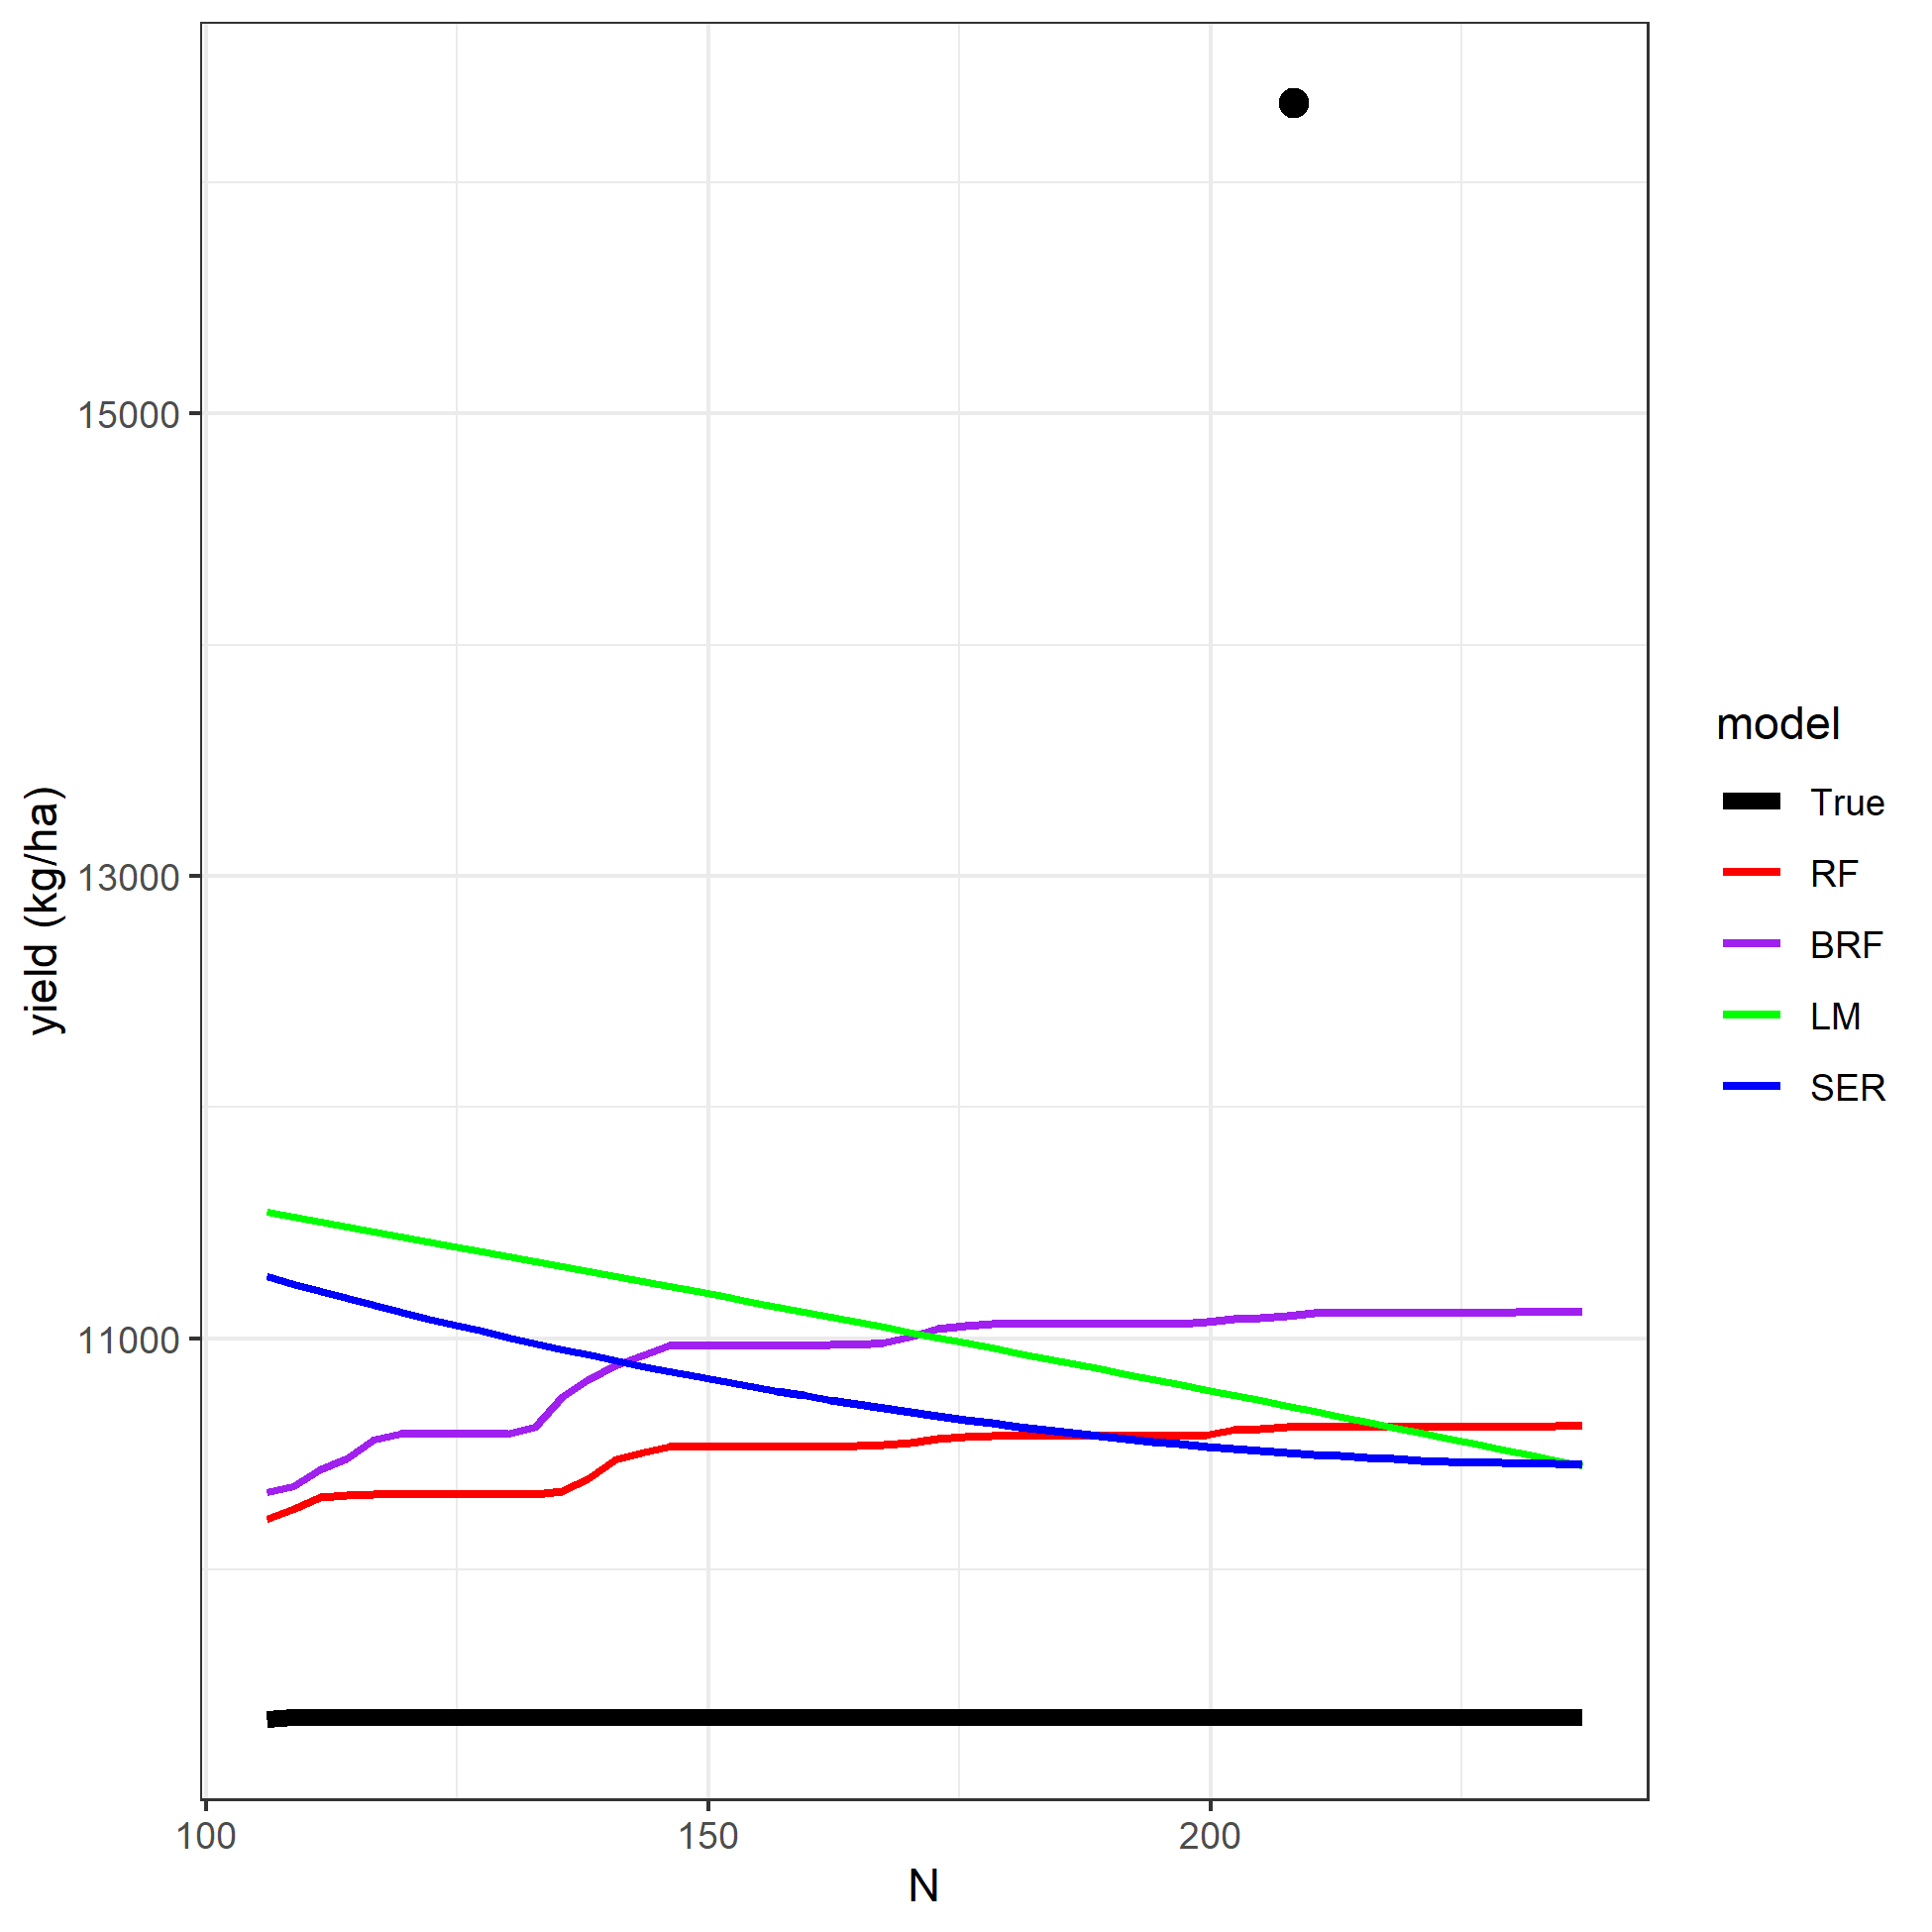 15000
13000
11000
yield (kg/ha)
100
150
200
N
model
True
RF
BRF
LM
SER